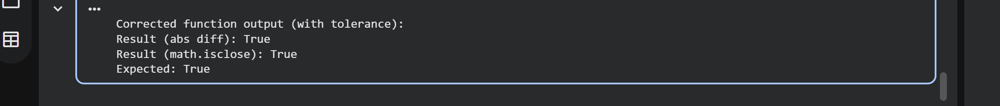 Corrected function output (with tolerance):
Result (abs diff): True
Result (math.isclose): True
Expected: True